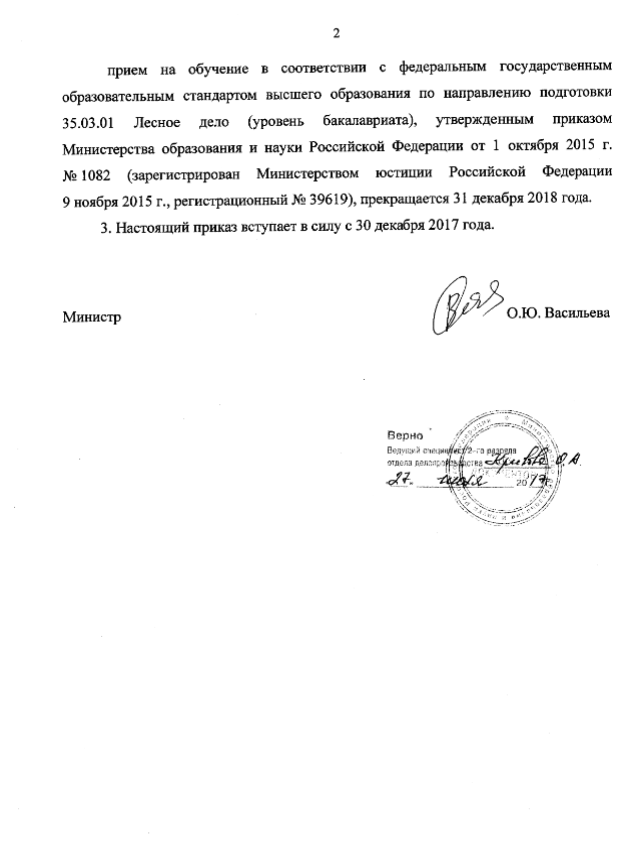 2
прием на обучение в соответствии с федеральным государственным
образовательным стандартом высшего образования по направлению подготовки
35.03.01 Лесное дело (уровень бакалавриата), утвержденным приказом
Министерства образования и науки Российской Федерации от 1 октября 2015 г.
№ 1082 (зарегистрирован Министерством юстиции Российской Федерации
9 ноября 2015 г., регистрационный № 39619), прекращается 31 декабря 2018 года.
3. Настоящий приказ вступает в силу с 30 декабря 2017 года.
Министр
О.Ю. Васильева
Верно
Ведущий специалист 2-го раздела
отдела делопроизводства
27. 2017г.